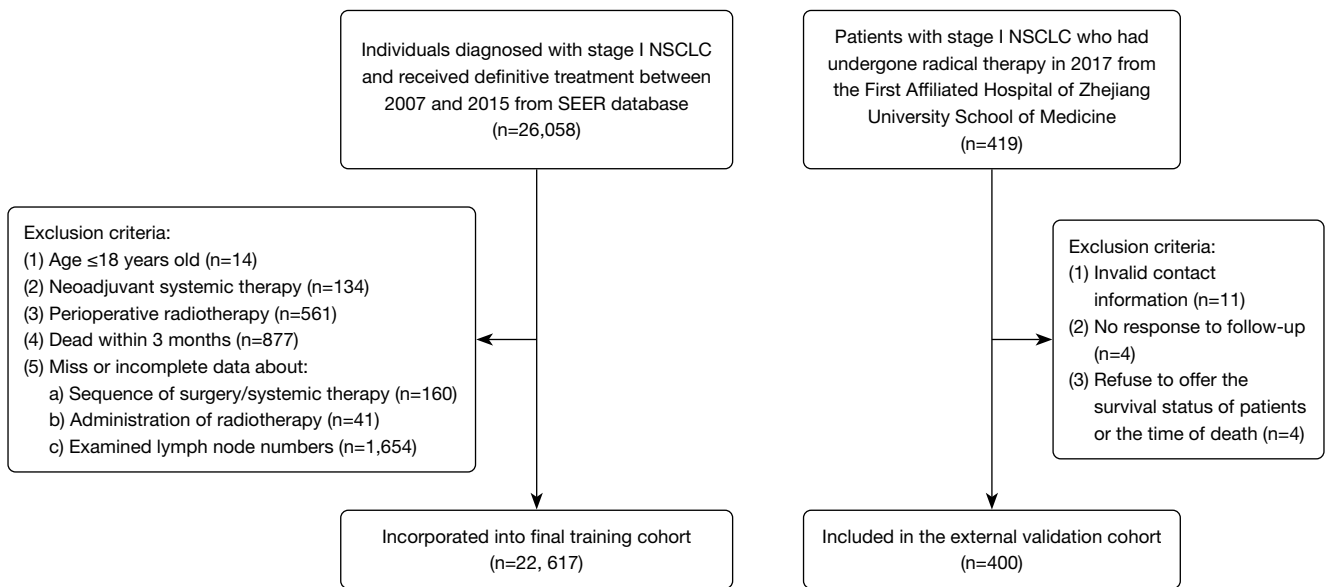 Individuals diagnosed with stage I NSCLC
and received definitive treatment between
2007 and 2015 from SEER database
(n=26,058)
Patients with stage I NSCLC who had
undergone radical therapy in 2017 from
the First Affiliated Hospital of Zhejiang
University School of Medicine
(n=419)
Exclusion criteria:
(1) Age ≤18 years old (n=14)
(2) Neoadjuvant systemic therapy (n=134)
(3) Perioperative radiotherapy (n=561)
(4) Dead within 3 months (n=877)
(5) Miss or incomplete data about:
a) Sequence of surgery/systemic therapy (n=160)
b) Administration of radiotherapy (n=41)
c) Examined lymph node numbers (n=1,654)
Exclusion criteria:
(1) Invalid contact
information (n=11)
(2) No response to follow-up
(n=4)
(3) Refuse to offer the
survival status of patients
or the time of death (n=4)
Incorporated into final training cohort
(n=22, 617)
Included in the external validation cohort
(n=400)